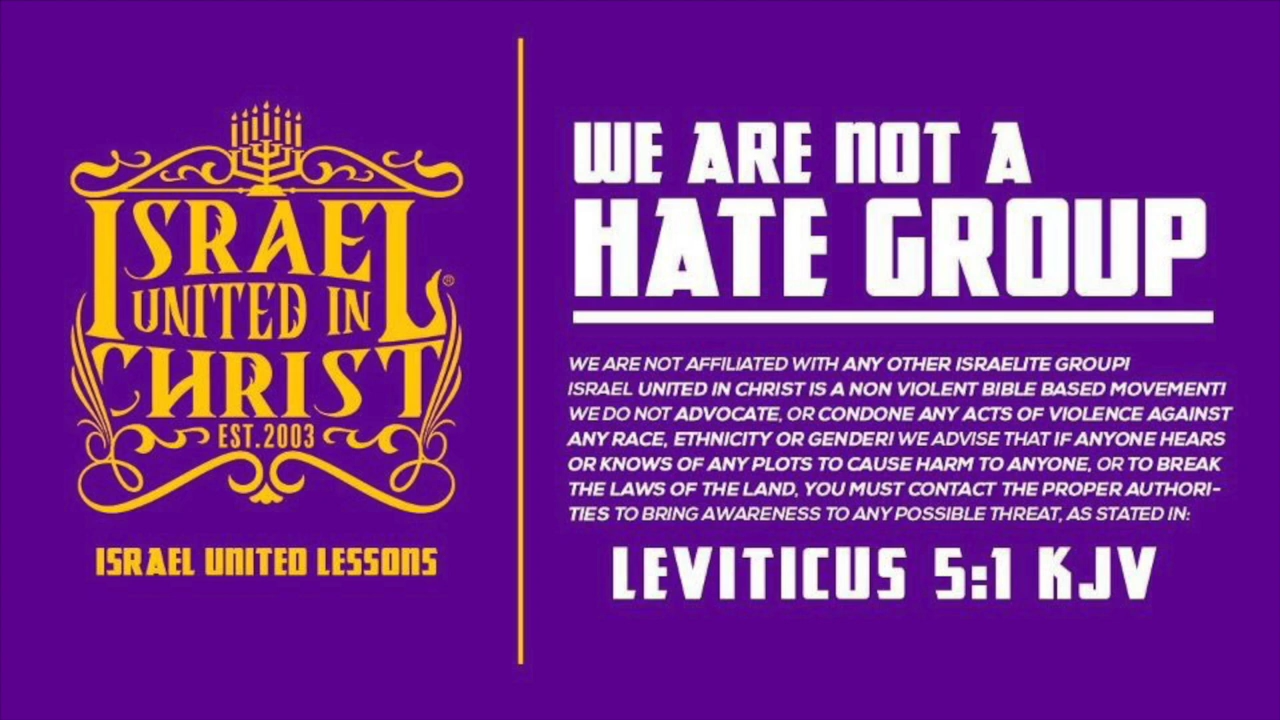 ISRAEL
UNITED IN
CHRIST
EST.2003
ISRAEL UNITED LESSONS
WE ARE NOT A
HATE GROUP
WE ARE NOT AFFILIATED WITH ANY OTHER ISRAELITE GROUP!
ISRAEL UNITED IN CHRIST IS A NON VIOLENT BIBLE BASED MOVEMENT!
WE DO NOT ADVOCATE, OR CONDONE ANY ACTS OF VIOLENCE AGAINST
ANY RACE, ETHNICITY OR GENDER! WE ADVISE THAT IF ANYONE HEARS
OR KNOWS OF ANY PLOTS TO CAUSE HARM TO ANYONE, OR TO BREAK
THE LAWS OF THE LAND, YOU MUST CONTACT THE PROPER AUTHORI-
TIES TO BRING AWARENESS TO ANY POSSIBLE THREAT, AS STATED IN:
LEVITICUS 5:1 KJV